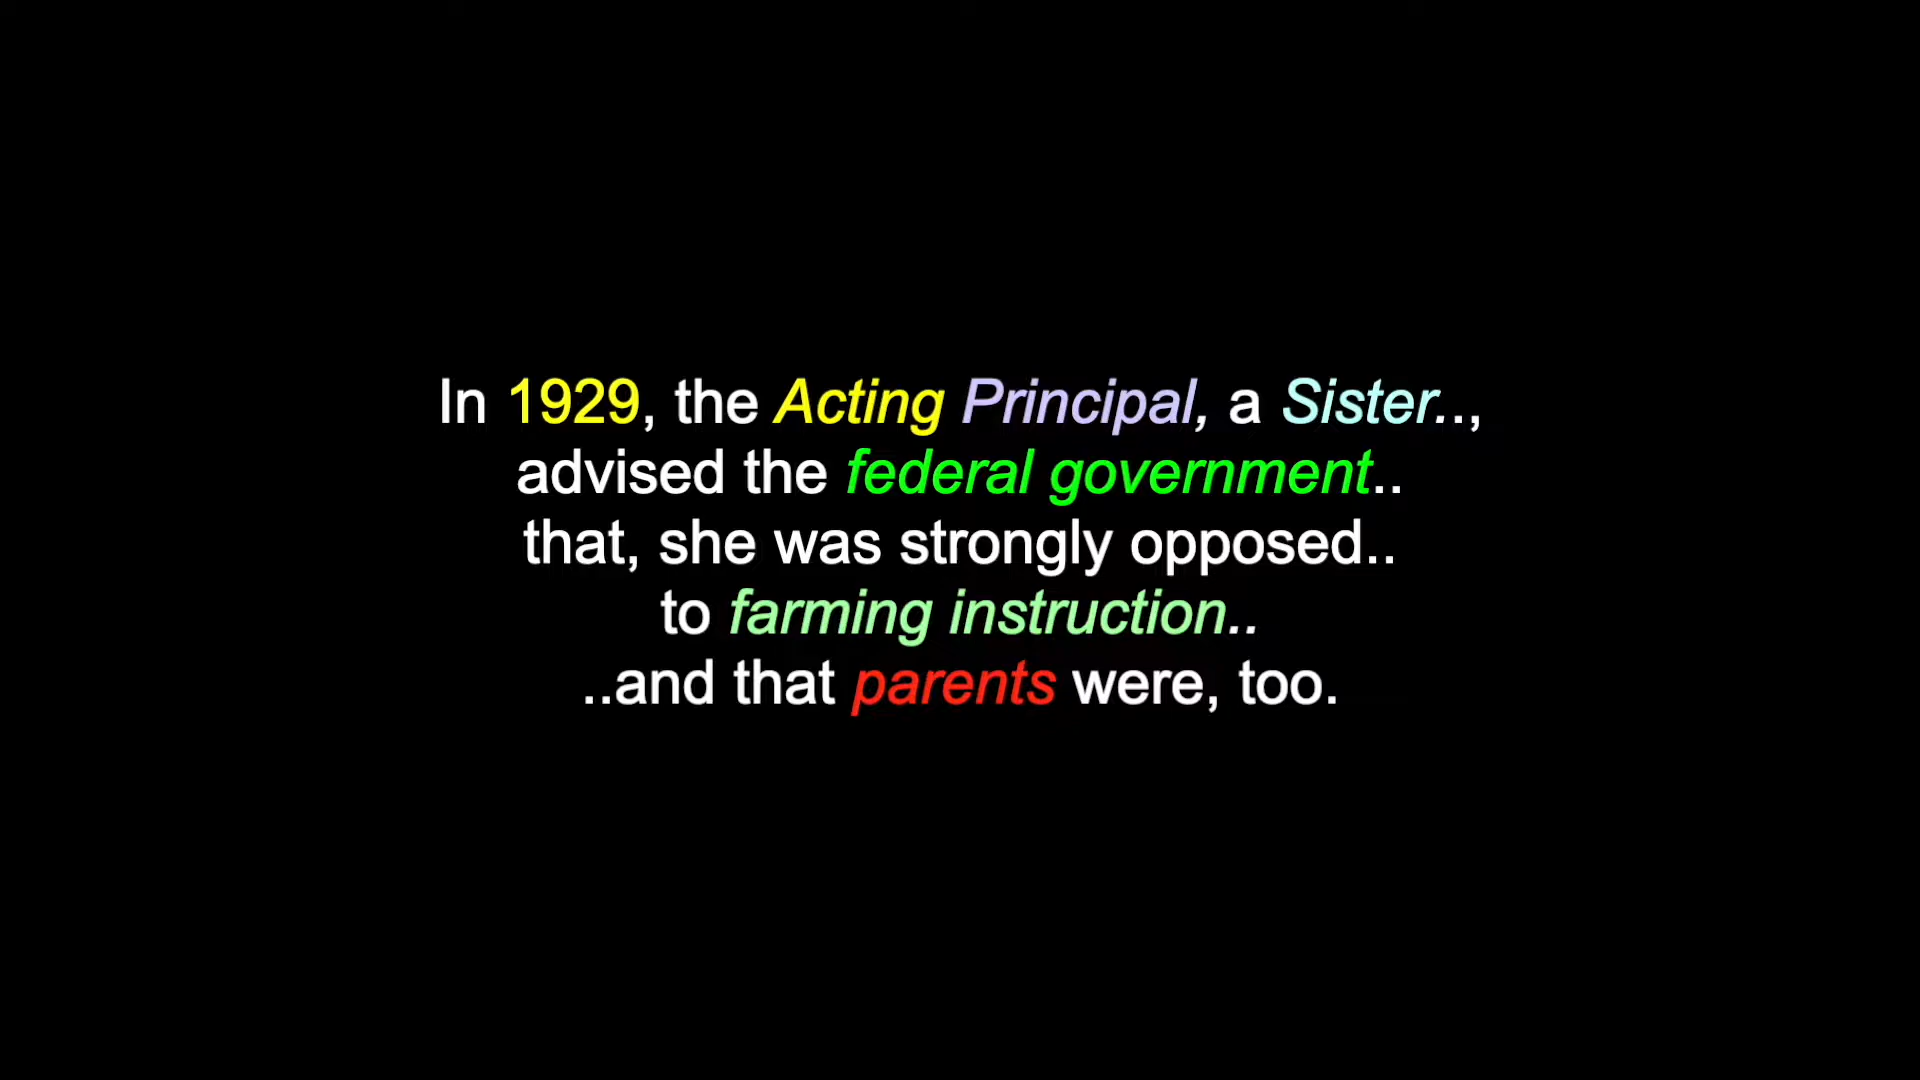 In 1929, the Acting Principal, a Sister..,
advised the federal government..
that, she was strongly opposed..
to farming instruction..
..and that parents were, too.